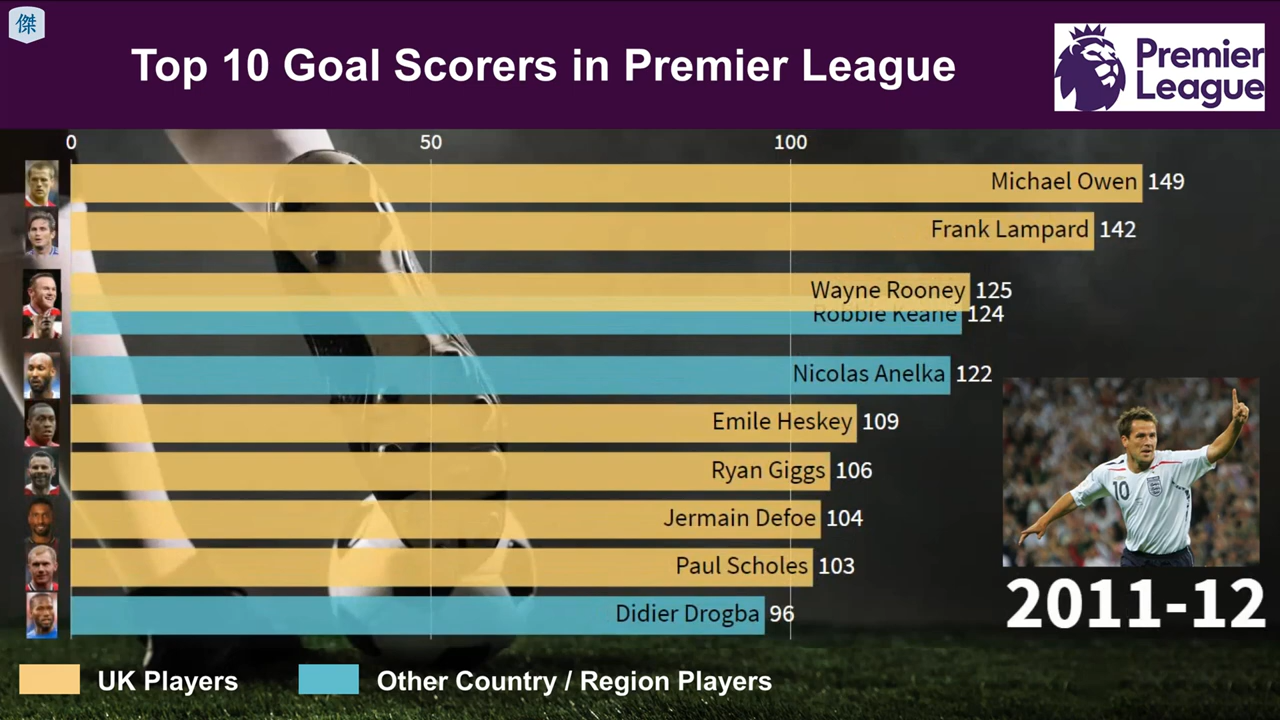 傑
Top 10 Goal Scorers in Premier League
Premier
League
0 50 100
Michael Owen 149
Frank Lampard 142
Wayne Rooney 125
Robbie Keane 124
Nicolas Anelka 122
Emile Heskey 109
Ryan Giggs 106
Jermain Defoe 104
Paul Scholes 103
Didier Drogba 96
10
2011-12
UK Players
Other Country / Region Players